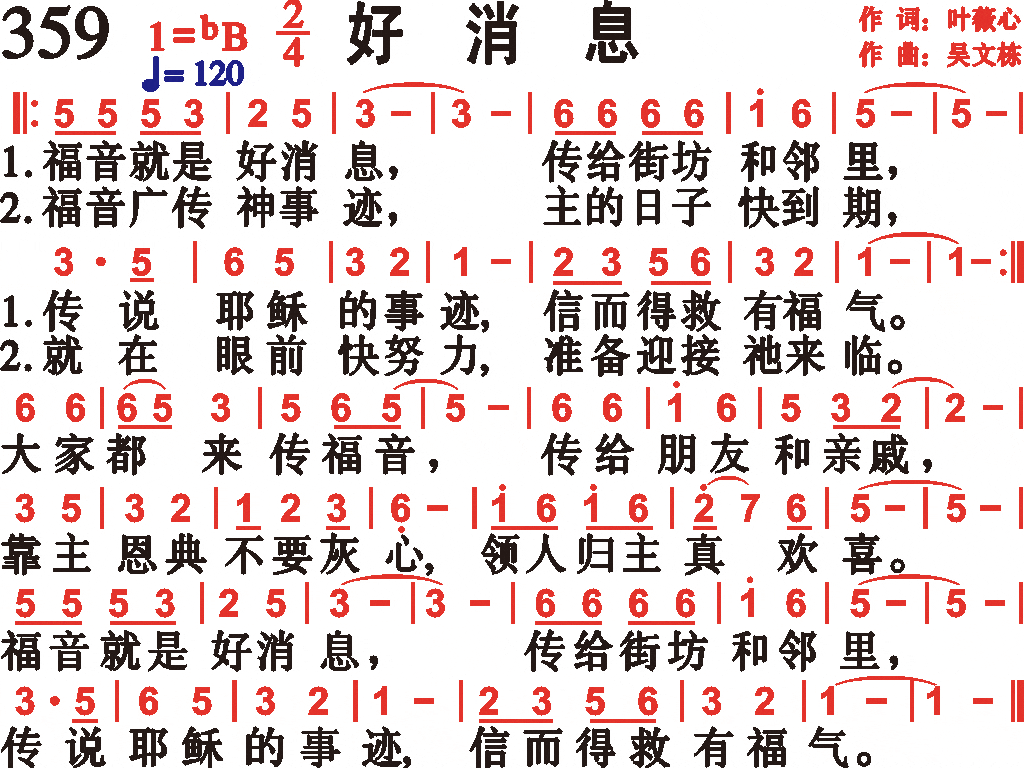 359 1=ᵇB 2/4 好消息 作词：叶薇心
♩=120 作曲：吴文栋
‖: 5 5 5 3 | 2 5 | 3 – | 3 – | 6 6 6 6 | i 6 | 5 – | 5 – |
1.福音就是 好消 息， 传给街坊 和邻 里，
2.福音广传 神事 迹， 主的日子 快到 期，
3 · 5 | 6 5 | 3 2 | 1 – | 2 3 5 6 | 3 2 | 1 – | 1 – :‖
1.传 说 耶稣 的事 迹, 信而得救 有福 气。
2.就 在 眼前 快努 力, 准备迎接 祂来 临。
6 6 | 6 5 3 | 5 6 5 | 5 – | 6 6 | i 6 | 5 3 2 | 2 – |
大家都 来 传福音， 传给 朋友 和亲戚，
3 5 | 3 2 | 1 2 3 | 6 – | i 6 i 6 | 2 7 6 | 5 – | 5 – |
靠主 恩典 不要灰 心, 领人归主 真 欢 喜。
5 5 5 3 | 2 5 | 3 – | 3 – | 6 6 6 6 | i 6 | 5 – | 5 – |
福音就是 好消 息， 传给街坊 和邻 里，
3 · 5 | 6 5 | 3 2 | 1 – | 2 3 5 6 | 3 2 | 1 – | 1 – ‖
传 说 耶稣 的事 迹, 信而得救 有福 气。